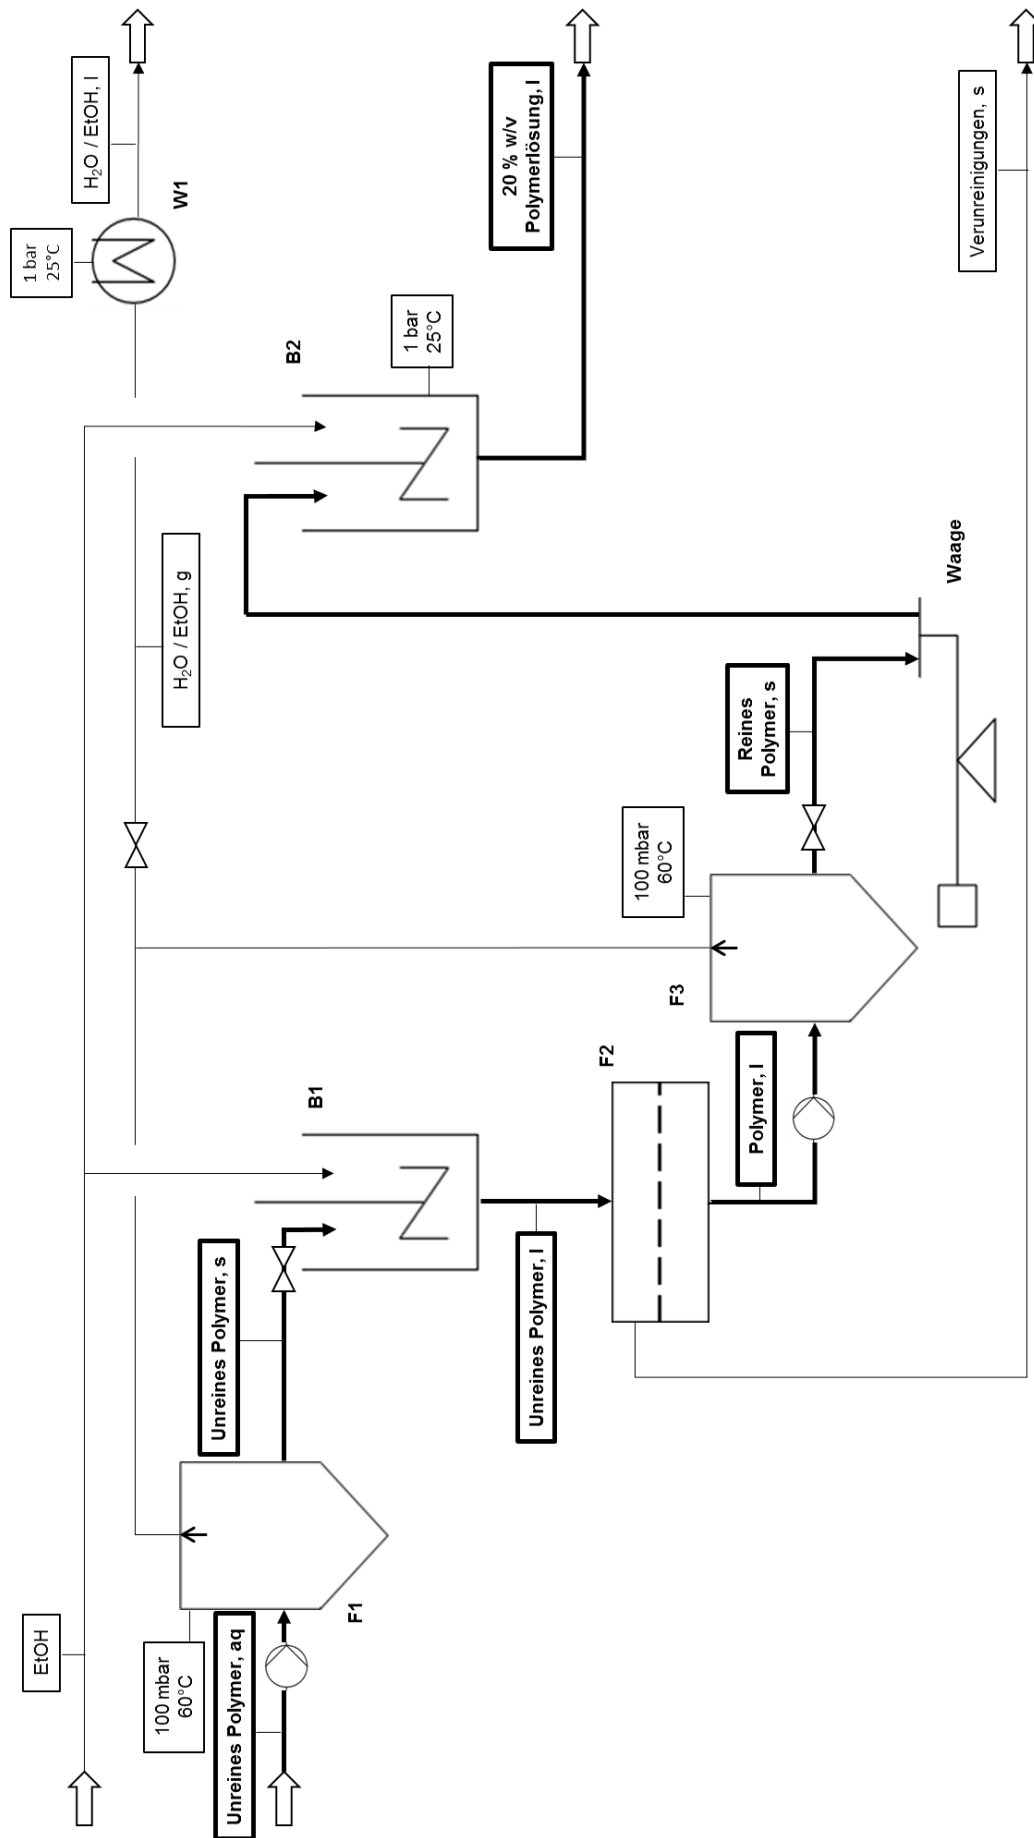 EtOH
100 mbar
60°C
Unreines Polymer, aq
F1
Unreines Polymer, s
B1
Unreines Polymer, l
F2
Polymer, l
F3
100 mbar
60°C
Reines
Polymer, s
Waage
H₂O / EtOH, g
B2
1 bar
25°C
1 bar
25°C
W1
H₂O / EtOH, l
20 % w/v
Polymerlösung, l
Verunreinigungen, s